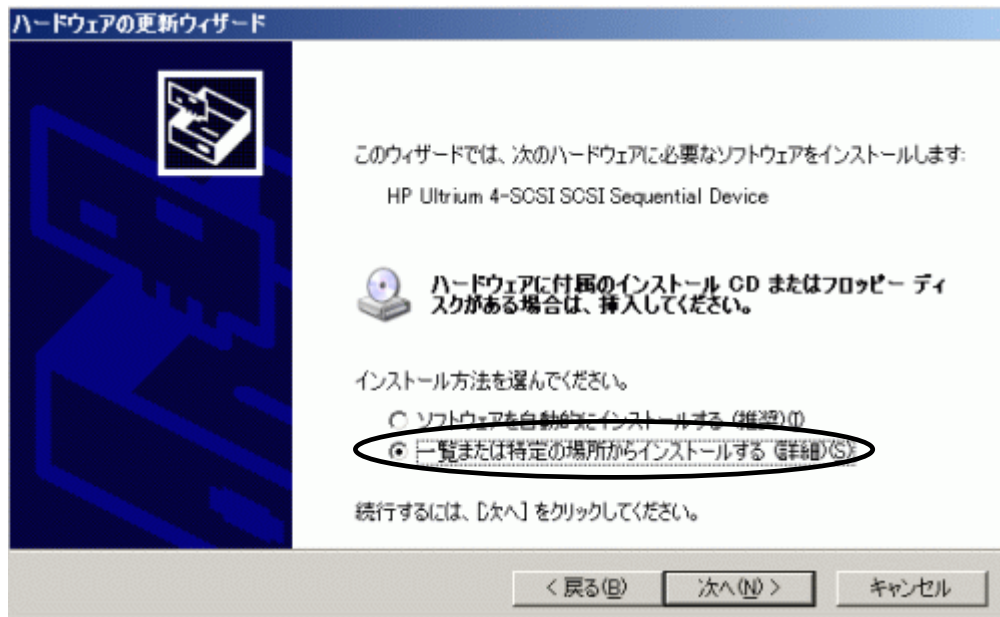 ハードウェアの更新ウィザード
このウィザードでは、次のハードウェアに必要なソフトウェアをインストールします:
HP Ultrium 4-SCSI SCSI Sequential Device
ハードウェアに付属のインストール CD またはフロッピー ディ
スクがある場合は、挿入してください。
インストール方法を選んでください。
ソフトウェアを自動的にインストールする (推奨)(I)
一覧または特定の場所からインストールする (詳細)(S)
続行するには、[次へ] をクリックしてください。
< 戻る(B)
次へ(N) >
キャンセル